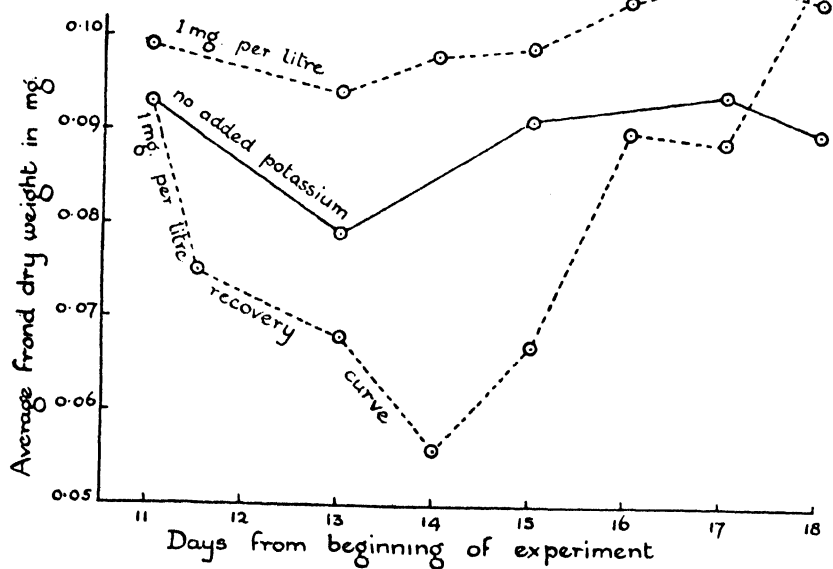 Average frond dry weight in mg.
0·10
0·09
0·08
0·07
0·06
0·05
1 mg. per litre
no added potassium
1 mg. per litre
recovery
curve
11 12 13 14 15 16 17 18
Days from beginning of experiment